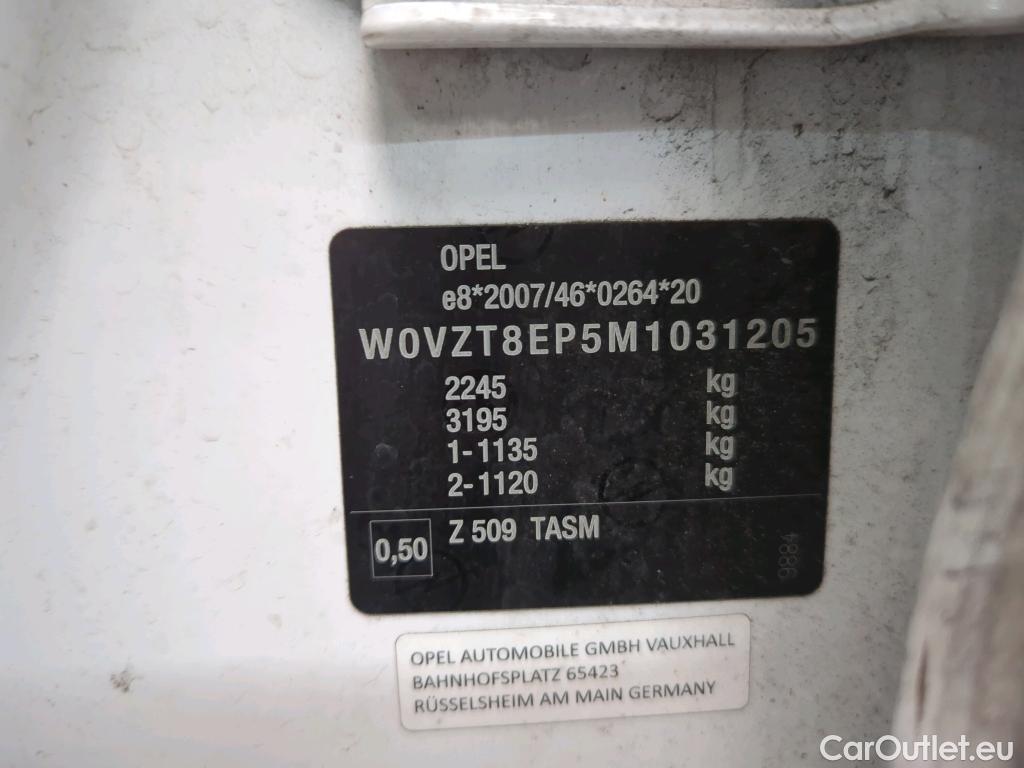 OPEL
e8*2007/46*0264*20
W0VZT8EP5M1031205
2245 kg
3195 kg
1-1135 kg
2-1120 kg
0,50 Z 509 TASM
9884
OPEL AUTOMOBILE GMBH VAUXHALL
BAHNHOFSPLATZ 65423
RÜSSELSHEIM AM MAIN GERMANY
CarOutlet.eu